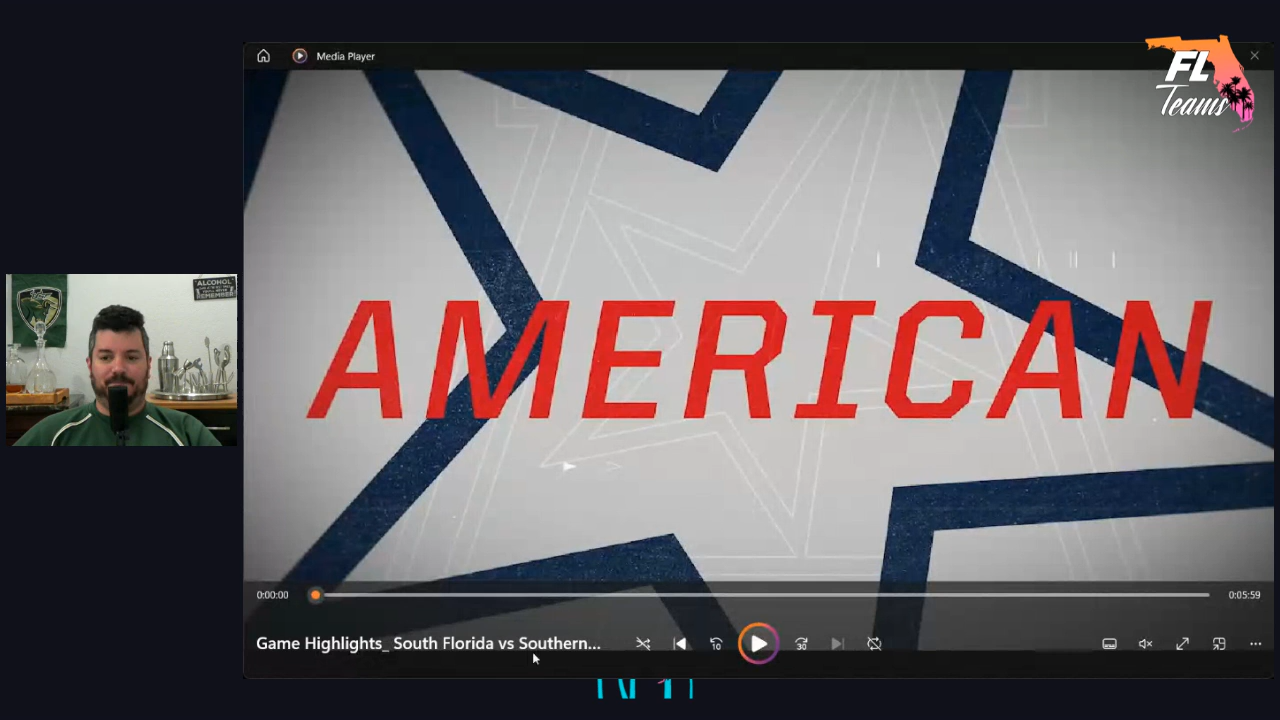 Media Player
FL
Teams
ALCOHOL
REMEMBER
AMERICAN
0:00:00
0:05:59
Game Highlights_ South Florida vs Southern...
10
30